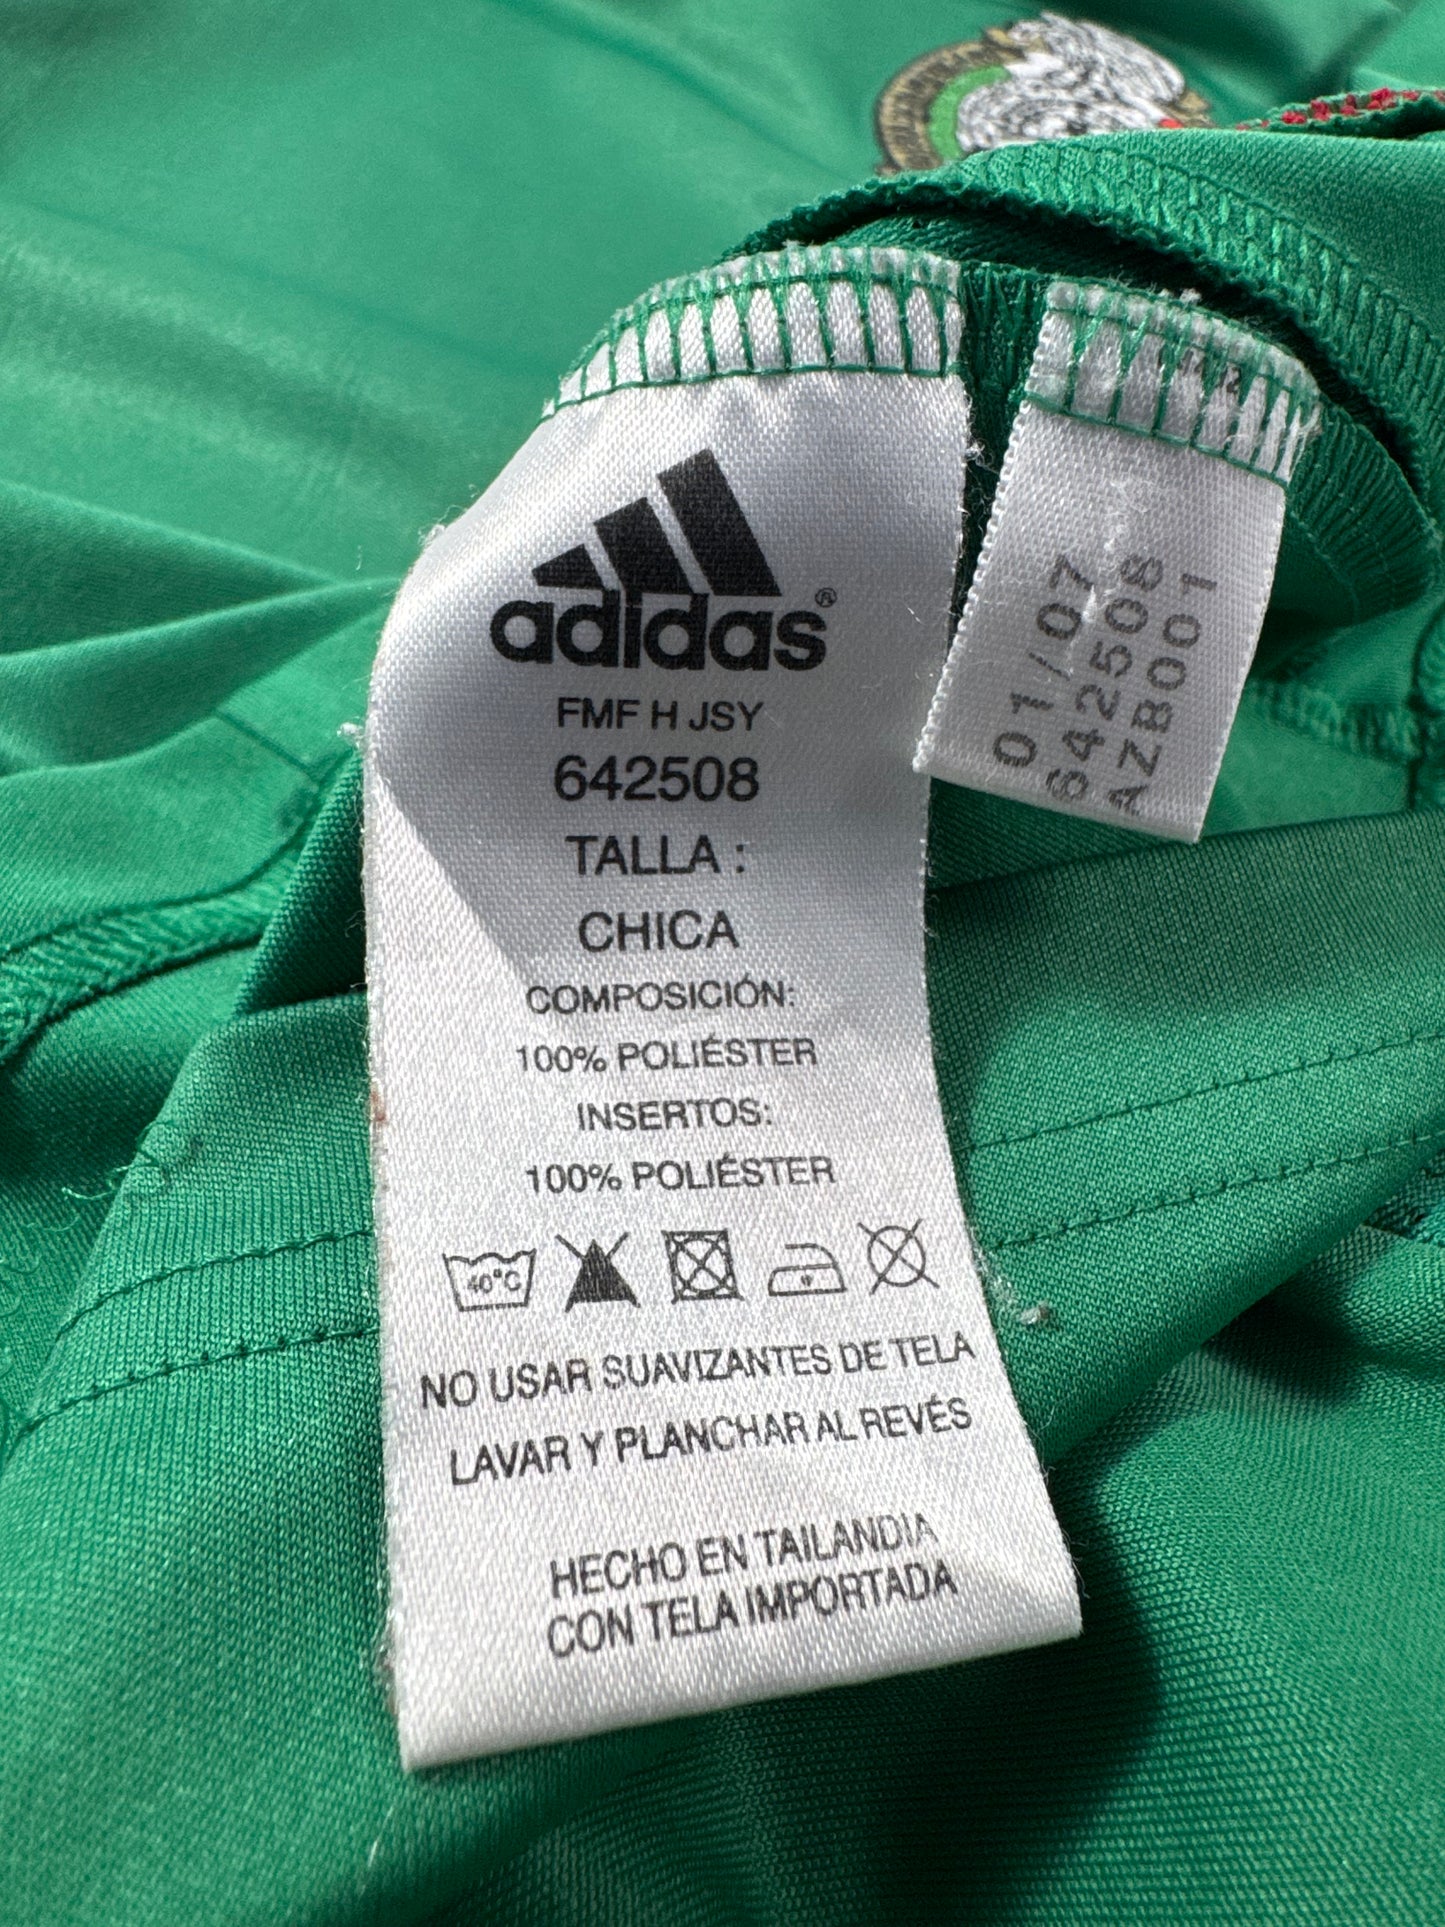 adidas®
FMF H JSY
642508
TALLA :
CHICA
COMPOSICIÓN:
100% POLIÉSTER
INSERTOS:
100% POLIÉSTER
40°C
NO USAR SUAVIZANTES DE TELA
LAVAR Y PLANCHAR AL REVÉS
HECHO EN TAILANDIA
CON TELA IMPORTADA
01/07
642508
AZB001